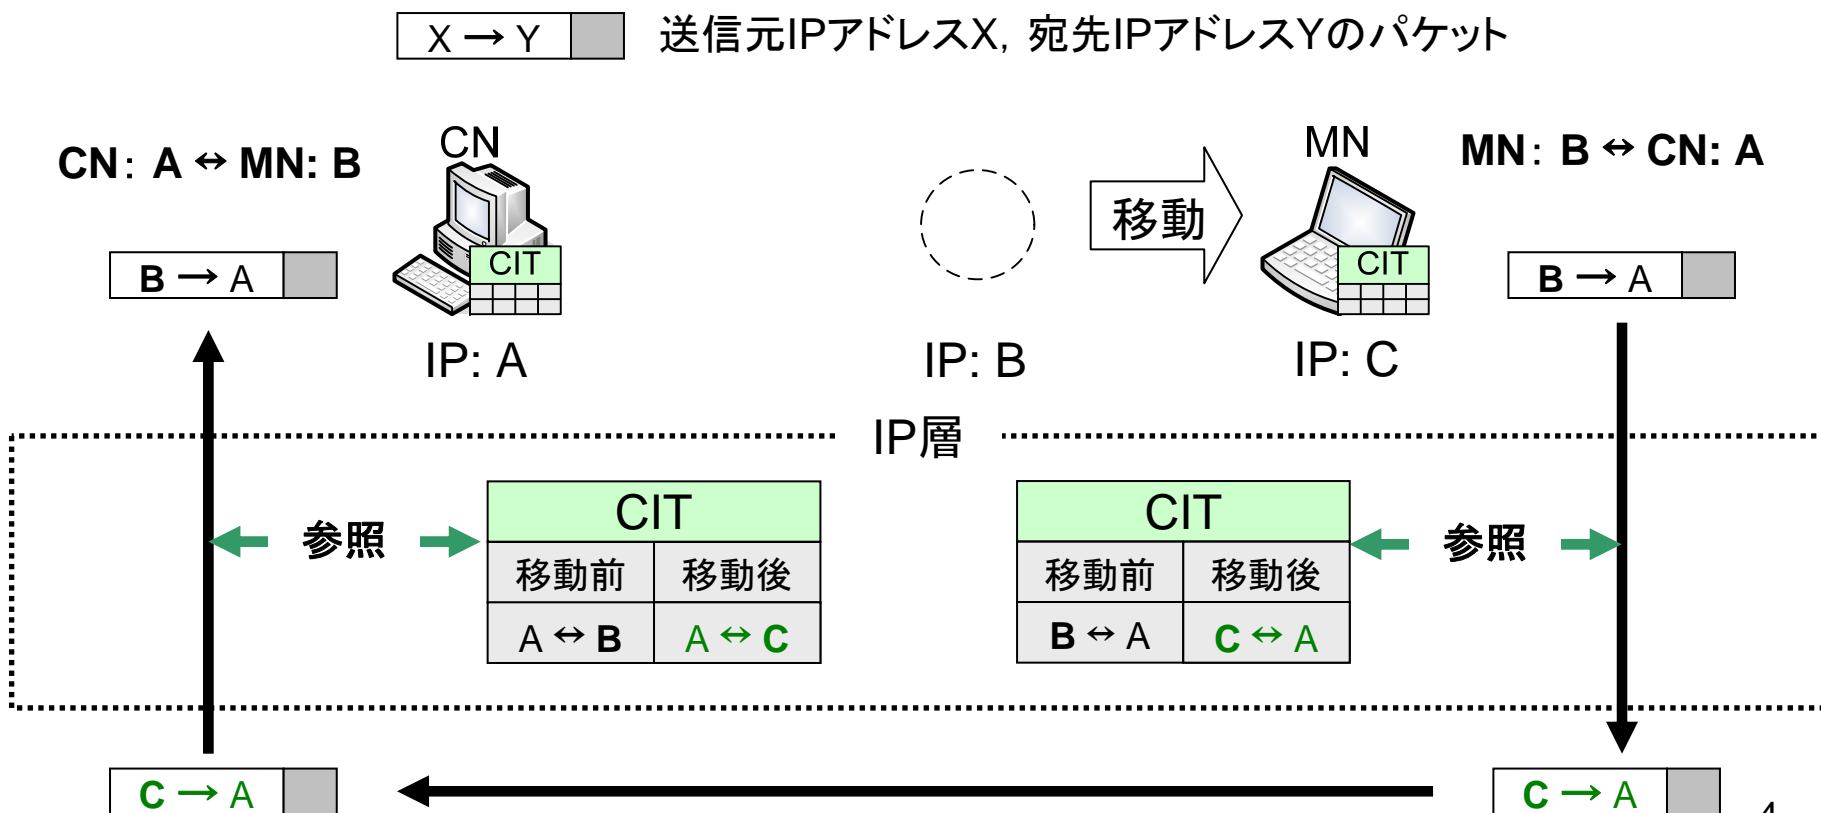 X → Y 送信元IPアドレスX, 宛先IPアドレスYのパケット
CN: A ↔ MN: B
CN
MN
MN: B ↔ CN: A
移動
CIT
CIT
B → A
B → A
IP: A
IP: B
IP: C
IP層
参照
CIT
移動前 移動後
A ↔ B A ↔ C
CIT
移動前 移動後
B ↔ A C ↔ A
参照
C → A
C → A